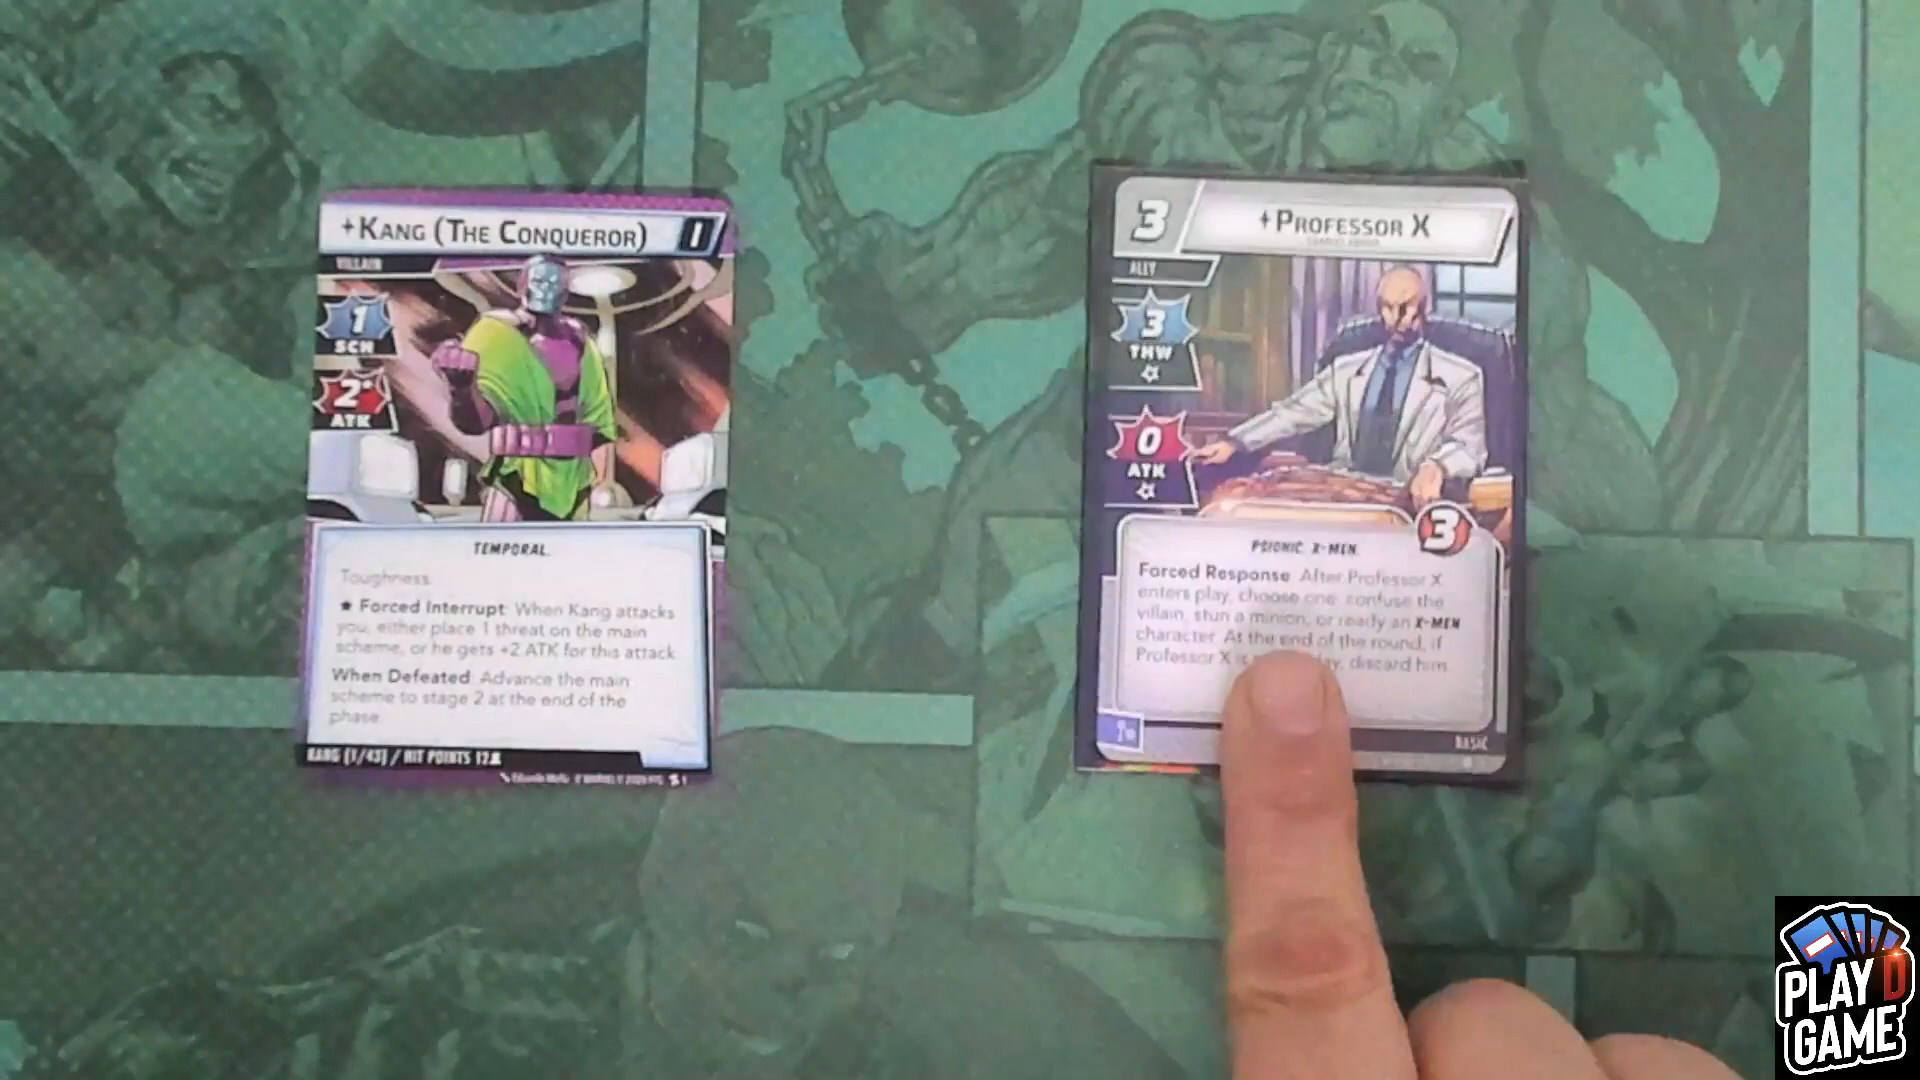 KANG (THE CONQUEROR) I
VILLAIN
1
SCH
2*
ATK
TEMPORAL.
Toughness.
★ Forced Interrupt: When Kang attacks
you, either place 1 threat on the main
scheme, or he gets +2 ATK for this attack.
When Defeated: Advance the main
scheme to stage 2 at the end of the
phase.
KANG (1/43) / HIT POINTS 12
3 PROFESSOR X
ALLY
3
THW
0
ATK
3
PSIONIC. X-MEN.
Forced Response: After Professor X
enters play, choose one: confuse the
villain, stun a minion, or ready an X-MEN
character. At the end of the round, if
Professor X is play, discard him.
BASIC
PLAY D
GAME